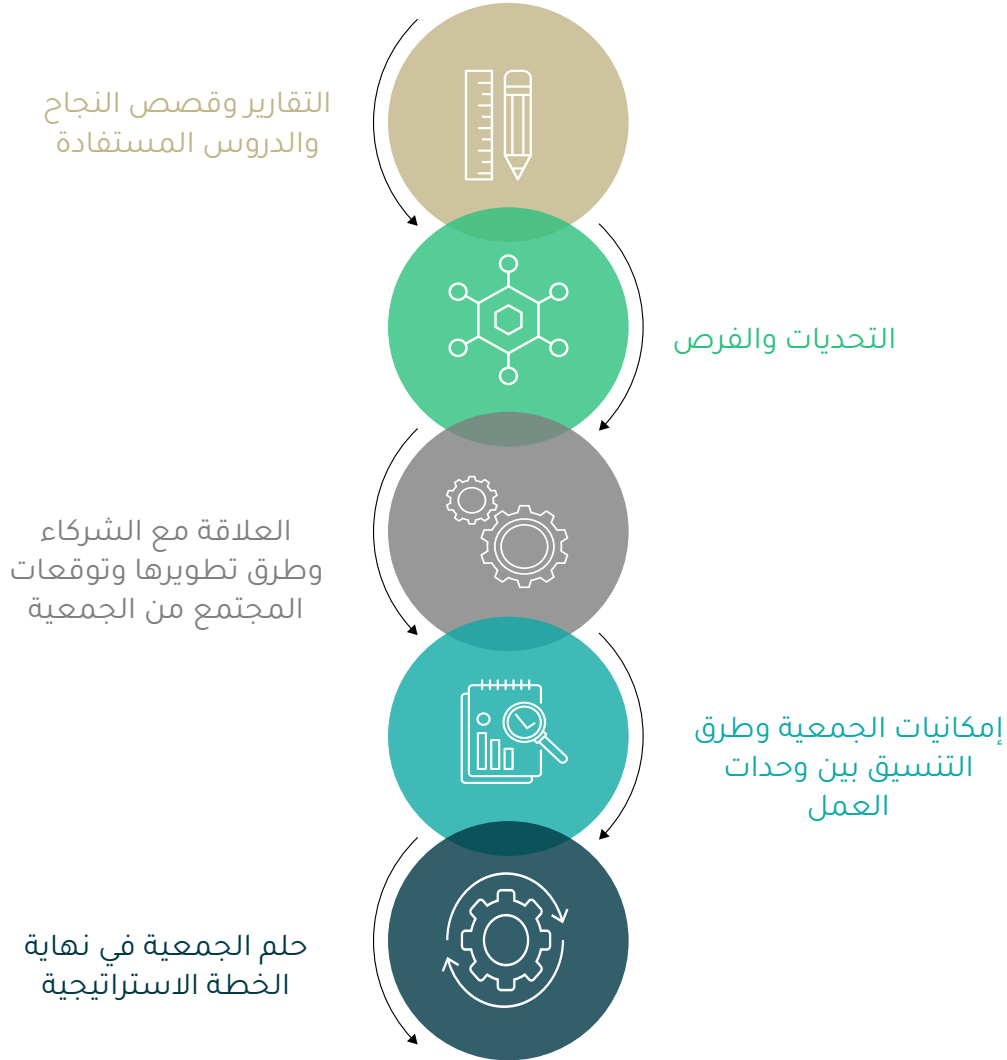 التقارير وقصص النجاح
والدروس المستفادة
التحديات والفرص
العلاقة مع الشركاء
وطرق تطويرها وتوقعات
المجتمع من الجمعية
إمكانيات الجمعية وطرق
التنسيق بين وحدات
العمل
حلم الجمعية في نهاية
الخطة الاستراتيجية